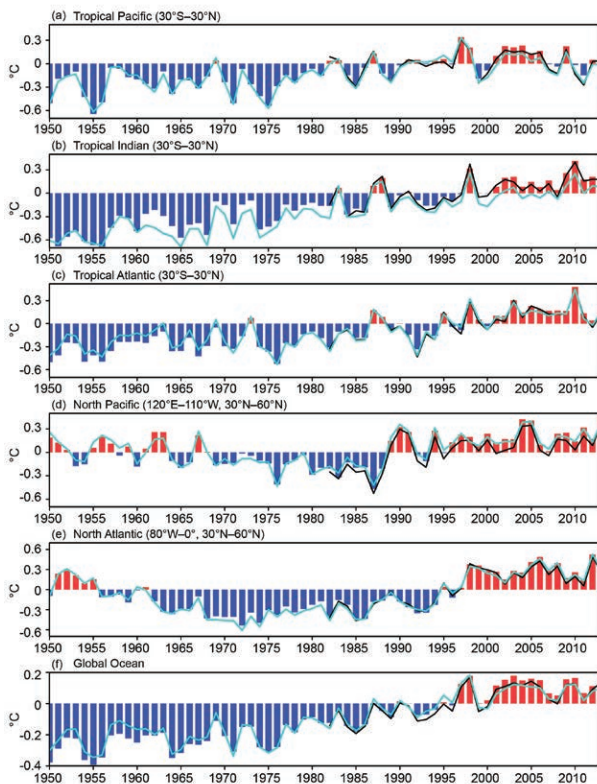 (a) Tropical Pacific (30°S–30°N)
°C
0.3
0
-0.3
-0.6
1950 1955 1960 1965 1970 1975 1980 1985 1990 1995 2000 2005 2010
(b) Tropical Indian (30°S–30°N)
°C
0.3
0
-0.3
-0.6
1950 1955 1960 1965 1970 1975 1980 1985 1990 1995 2000 2005 2010
(c) Tropical Atlantic (30°S–30°N)
°C
0.3
0
-0.3
-0.6
1950 1955 1960 1965 1970 1975 1980 1985 1990 1995 2000 2005 2010
(d) North Pacific (120°E–110°W, 30°N–60°N)
°C
0.3
0
-0.3
-0.6
1950 1955 1960 1965 1970 1975 1980 1985 1990 1995 2000 2005 2010
(e) North Atlantic (80°W–0°, 30°N–60°N)
°C
0.6
0.3
0
-0.3
-0.6
1950 1955 1960 1965 1970 1975 1980 1985 1990 1995 2000 2005 2010
(f) Global Ocean
°C
0.2
0
-0.2
-0.4
1950 1955 1960 1965 1970 1975 1980 1985 1990 1995 2000 2005 2010